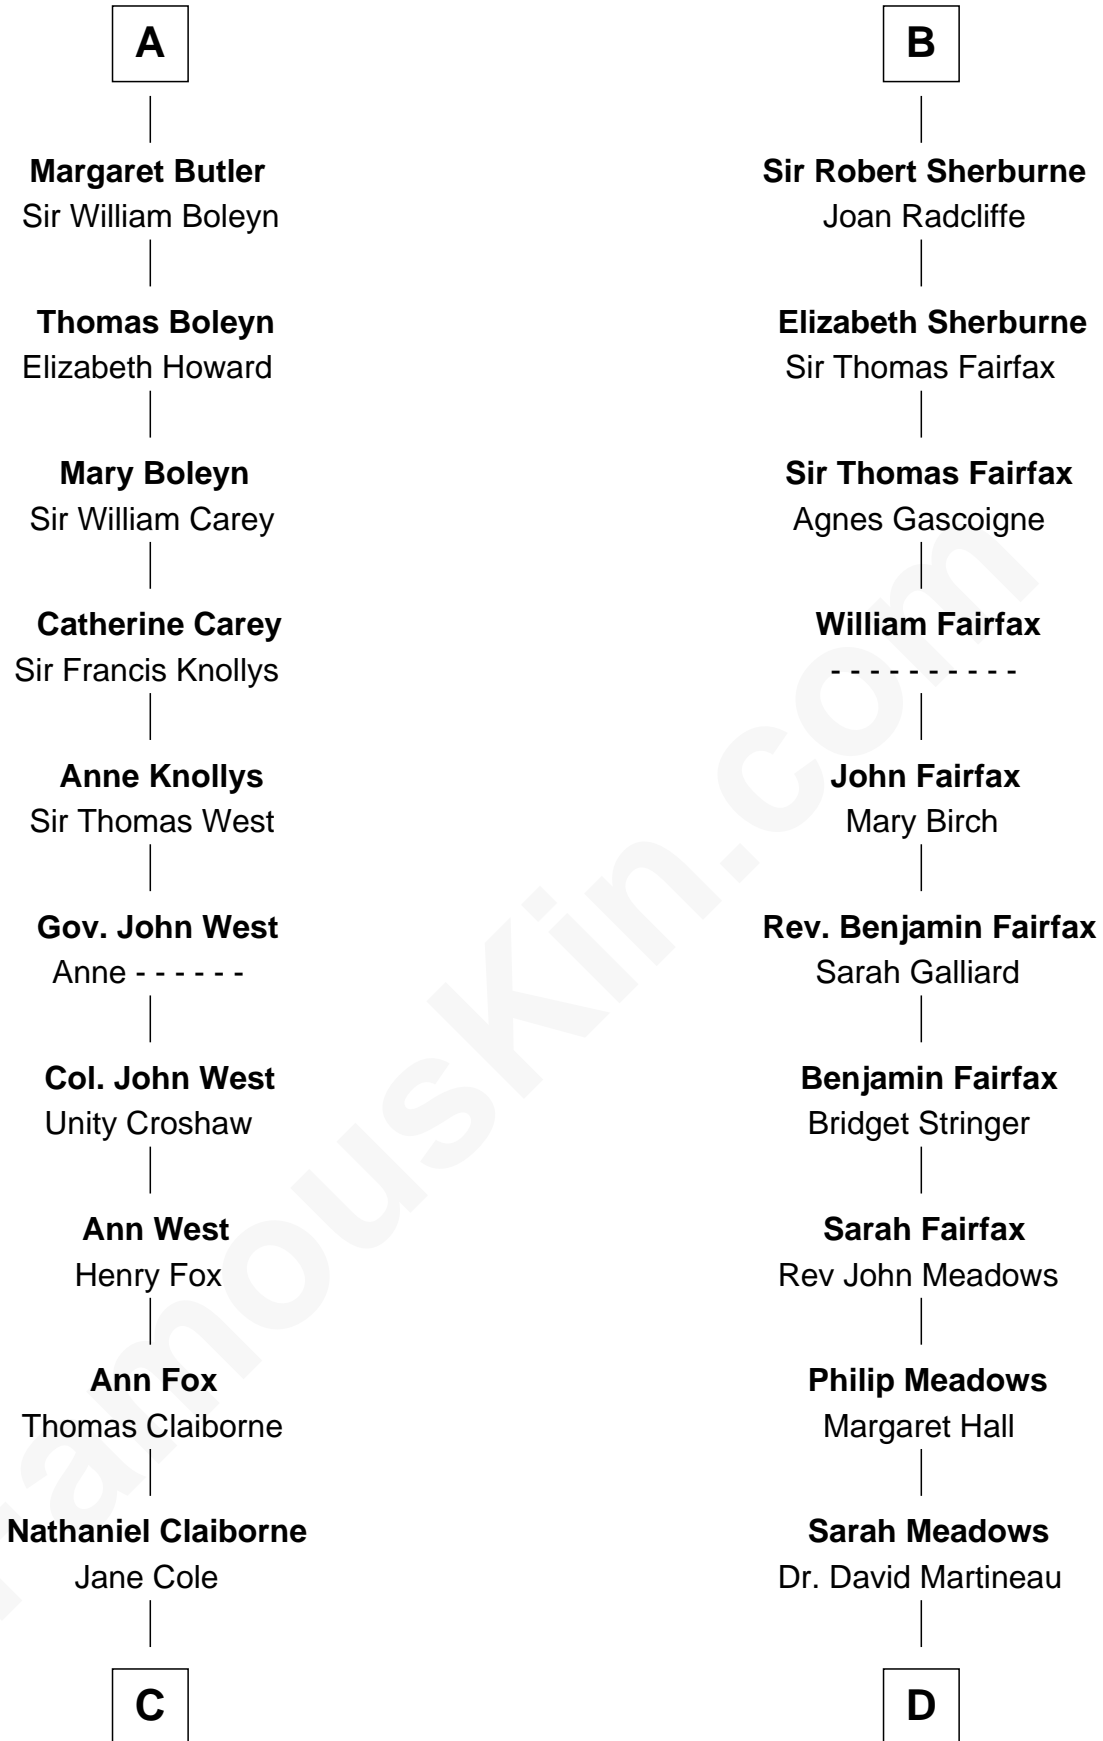 A
Margaret Butler
Sir William Boleyn
Thomas Boleyn
Elizabeth Howard
Mary Boleyn
Sir William Carey
Catherine Carey
Sir Francis Knollys
Anne Knollys
Sir Thomas West
Gov. John West
Anne - - - - - -
Col. John West
Unity Croshaw
Ann West
Henry Fox
Ann Fox
Thomas Claiborne
Nathaniel Claiborne
Jane Cole
C
B
Sir Robert Sherburne
Joan Radcliffe
Elizabeth Sherburne
Sir Thomas Fairfax
Sir Thomas Fairfax
Agnes Gascoigne
William Fairfax
- - - - - - - - - -
John Fairfax
Mary Birch
Rev. Benjamin Fairfax
Sarah Galliard
Benjamin Fairfax
Bridget Stringer
Sarah Fairfax
Rev John Meadows
Philip Meadows
Margaret Hall
Sarah Meadows
Dr. David Martineau
D
FamousKin.com